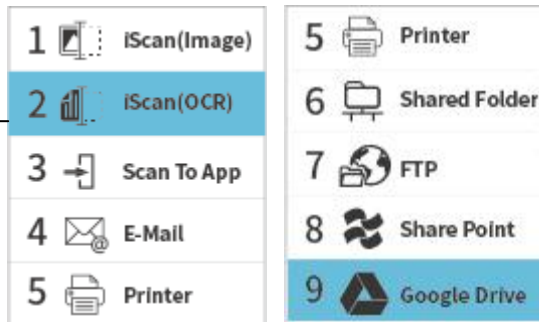 1 iScan(Image)
2 iScan(OCR)
3 Scan To App
4 E-Mail
5 Printer
5 Printer
6 Shared Folder
7 FTP
8 Share Point
9 Google Drive